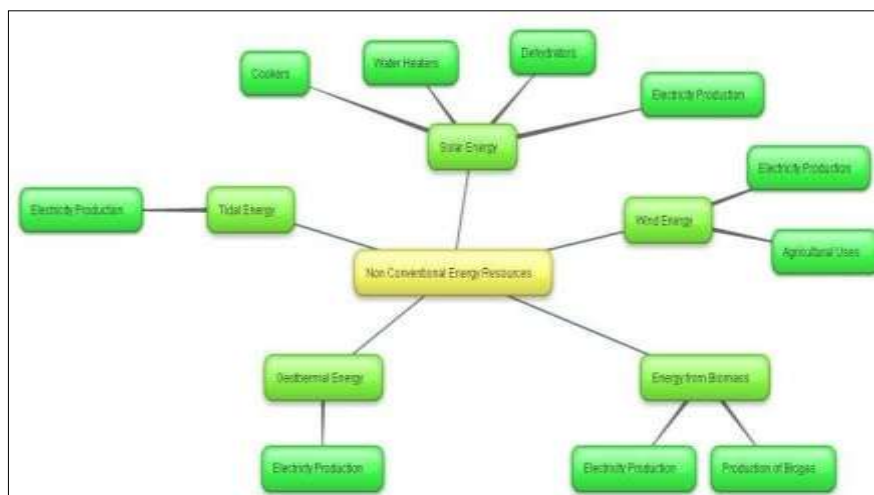 Cookers
Water Heaters
Dehydrators
Electricity Production
Solar Energy
Electricity Production
Wind Energy
Agricultural Uses
Electricity Production
Tidal Energy
Non Conventional Energy Resources
Geothermal Energy
Electricity Production
Energy from Biomass
Electricity Production
Production of Biogas